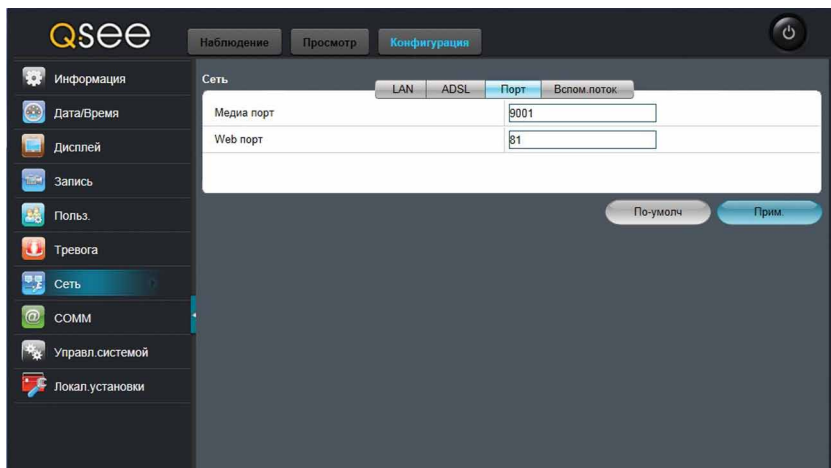 Qsee
Наблюдение Просмотр Конфигурация
Информация
Дата/Время
Дисплей
Запись
Польз.
Тревога
Сеть
COMM
Управл.системой
Локал.установки
Сеть
LAN ADSL Порт Вспом.поток
Медиа порт 9001
Web порт 81
По-умолч Прим.